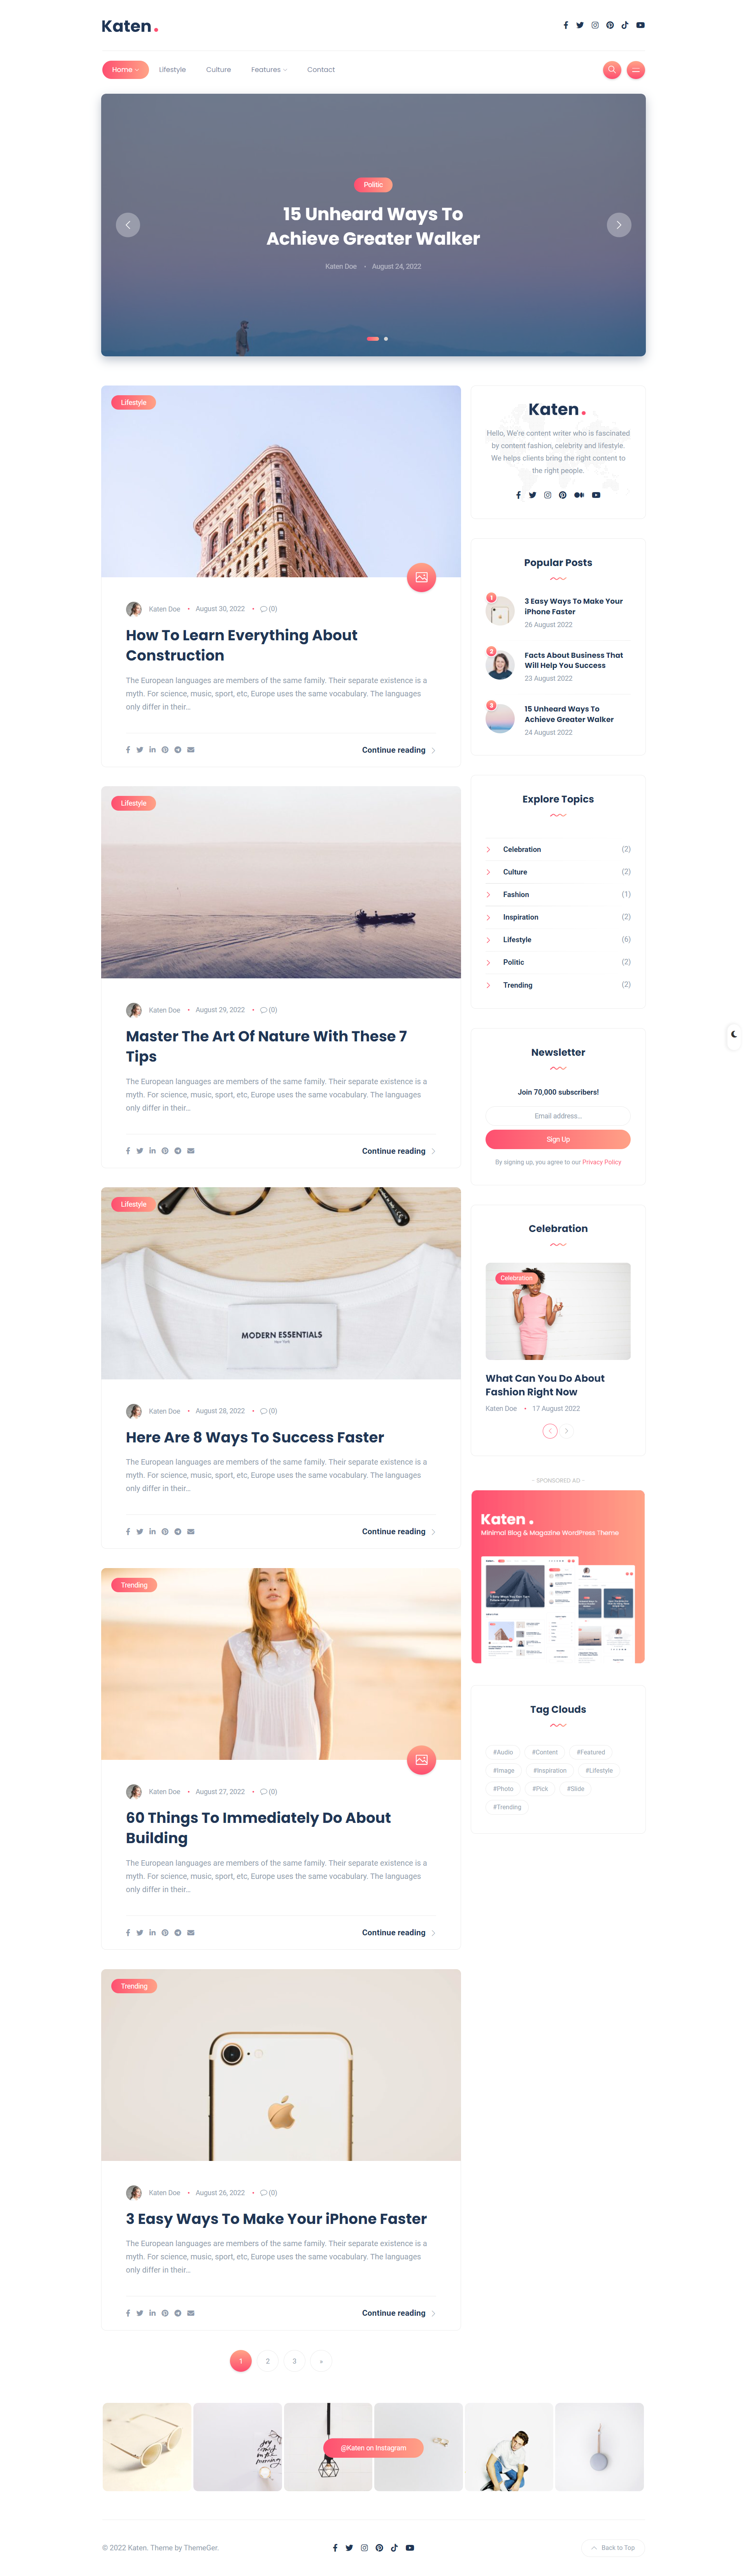 Katen.
Home
Lifestyle
Culture
Features
Contact
Politic
15 Unheard Ways To
Achieve Greater Walker
Katen Doe • August 24, 2022
Lifestyle
Katen Doe • August 30, 2022 • (0)
How To Learn Everything About
Construction
The European languages are members of the same family. Their separate existence is a
myth. For science, music, sport, etc, Europe uses the same vocabulary. The languages
only differ in their…
Continue reading
Lifestyle
Katen Doe • August 29, 2022 • (0)
Master The Art Of Nature With These 7
Tips
The European languages are members of the same family. Their separate existence is a
myth. For science, music, sport, etc, Europe uses the same vocabulary. The languages
only differ in their…
Continue reading
Lifestyle
MODERN ESSENTIALS
Katen Doe • August 28, 2022 • (0)
Here Are 8 Ways To Success Faster
The European languages are members of the same family. Their separate existence is a
myth. For science, music, sport, etc, Europe uses the same vocabulary. The languages
only differ in their…
Continue reading
Trending
Katen Doe • August 27, 2022 • (0)
60 Things To Immediately Do About
Building
The European languages are members of the same family. Their separate existence is a
myth. For science, music, sport, etc, Europe uses the same vocabulary. The languages
only differ in their…
Continue reading
Trending
Katen Doe • August 26, 2022 • (0)
3 Easy Ways To Make Your iPhone Faster
The European languages are members of the same family. Their separate existence is a
myth. For science, music, sport, etc, Europe uses the same vocabulary. The languages
only differ in their…
Continue reading
1 2 3 »
Katen.
Hello, We're content writer who is fascinated
by content fashion, celebrity and lifestyle.
We helps clients bring the right content to
the right people.
Popular Posts
1
3 Easy Ways To Make Your
iPhone Faster
26 August 2022
2
Facts About Business That
Will Help You Success
23 August 2022
3
15 Unheard Ways To
Achieve Greater Walker
24 August 2022
Explore Topics
Celebration (2)
Culture (2)
Fashion (1)
Inspiration (2)
Lifestyle (6)
Politic (2)
Trending (2)
Newsletter
Join 70,000 subscribers!
Email address…
Sign Up
By signing up, you agree to our Privacy Policy
Celebration
Celebration
What Can You Do About
Fashion Right Now
Katen Doe • 17 August 2022
- SPONSORED AD -
Katen.
Minimal Blog & Magazine WordPress Theme
Tag Clouds
#Audio #Content #Featured
#Image #Inspiration #Lifestyle
#Photo #Pick #Slide
#Trending
joy
come
in the
morning
@Katen on Instagram
© 2022 Katen. Theme by ThemeGer.
Back to Top